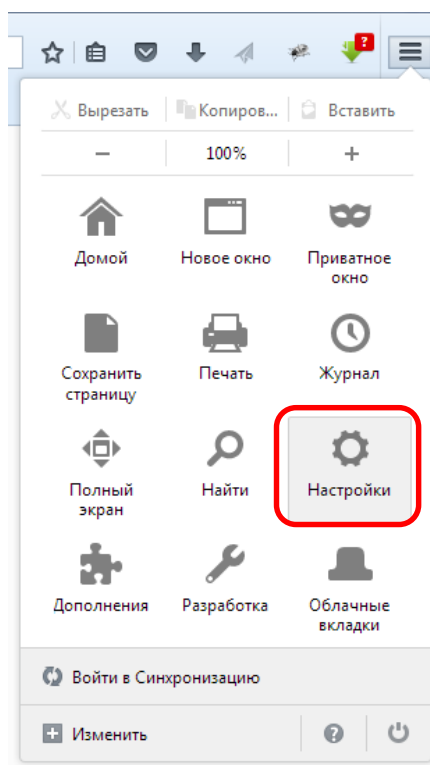 ?
Вырезать Копиров... Вставить
− 100% +
Домой Новое окно Приватное
окно
Сохранить Печать Журнал
страницу
Полный Найти Настройки
экран
Дополнения Разработка Облачные
вкладки
Войти в Синхронизацию
Изменить ?